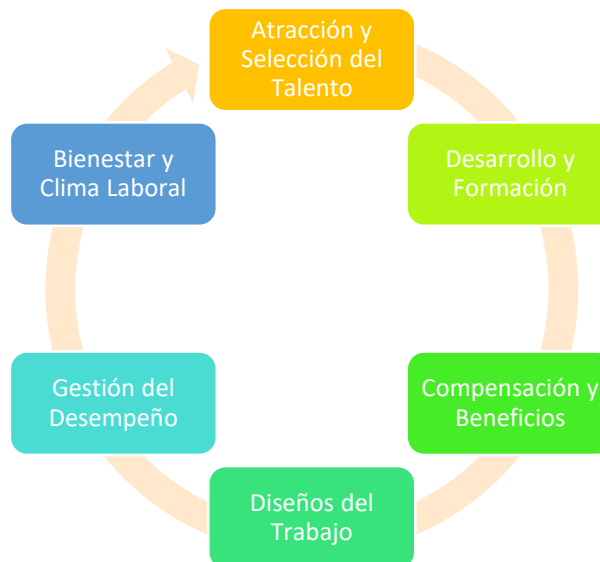 Atracción y
Selección del
Talento
Desarrollo y
Formación
Compensación y
Beneficios
Diseños del
Trabajo
Gestión del
Desempeño
Bienestar y
Clima Laboral